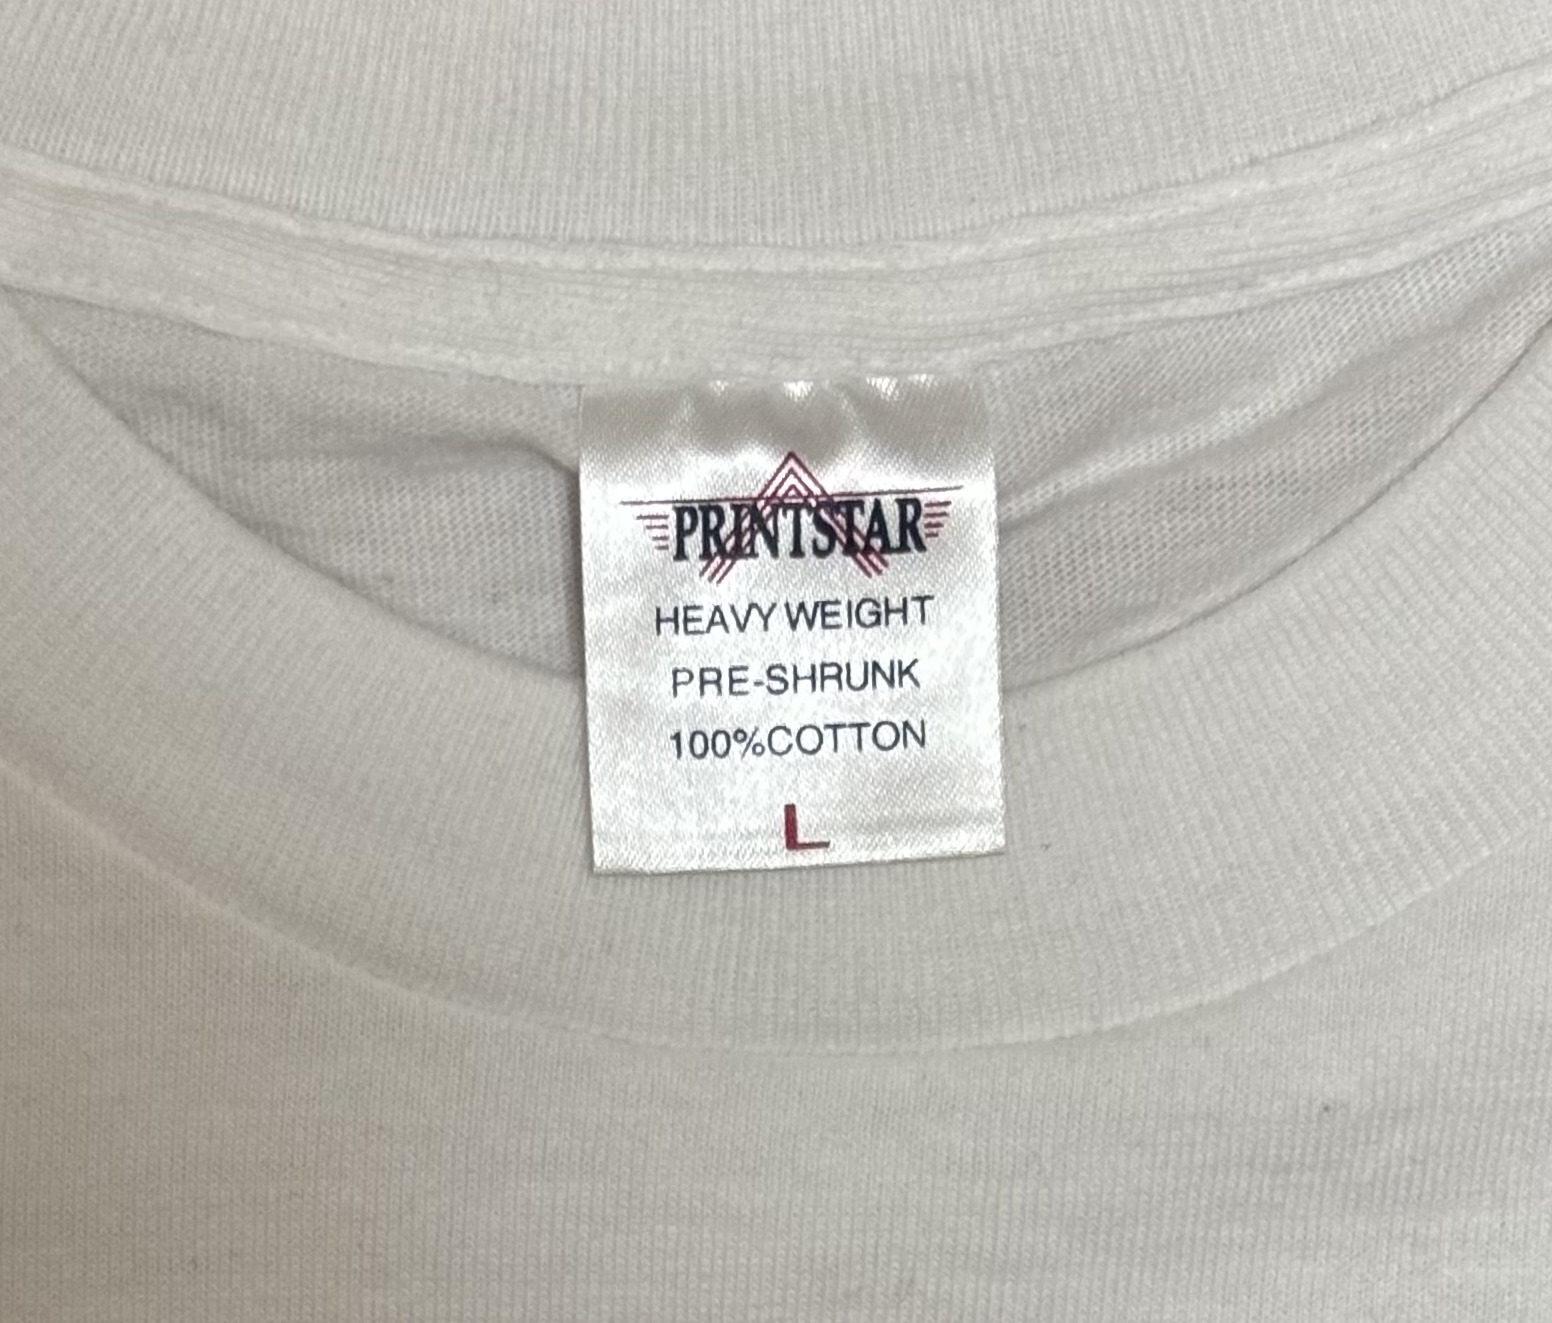 PRINTSTAR
HEAVY WEIGHT
PRE-SHRUNK
100%COTTON
L